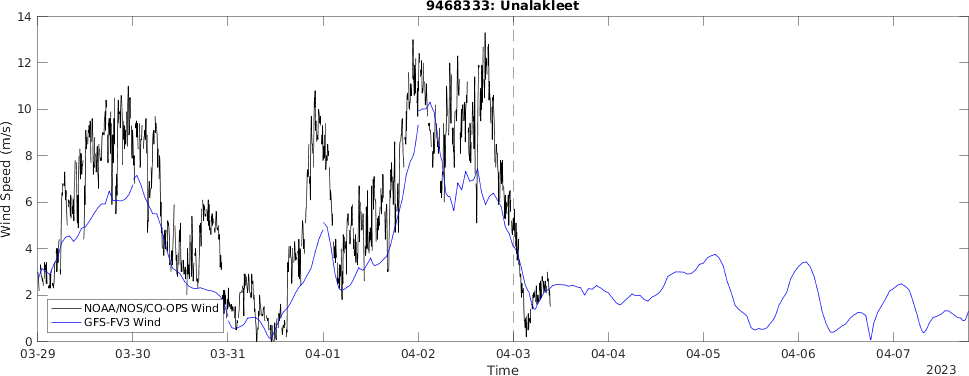 9468333: Unalakleet
Wind Speed (m/s)
14
12
10
8
6
4
2
0
NOAA/NOS/CO-OPS Wind
GFS-FV3 Wind
03-29 03-30 03-31 04-01 04-02 04-03 04-04 04-05 04-06 04-07
Time
2023